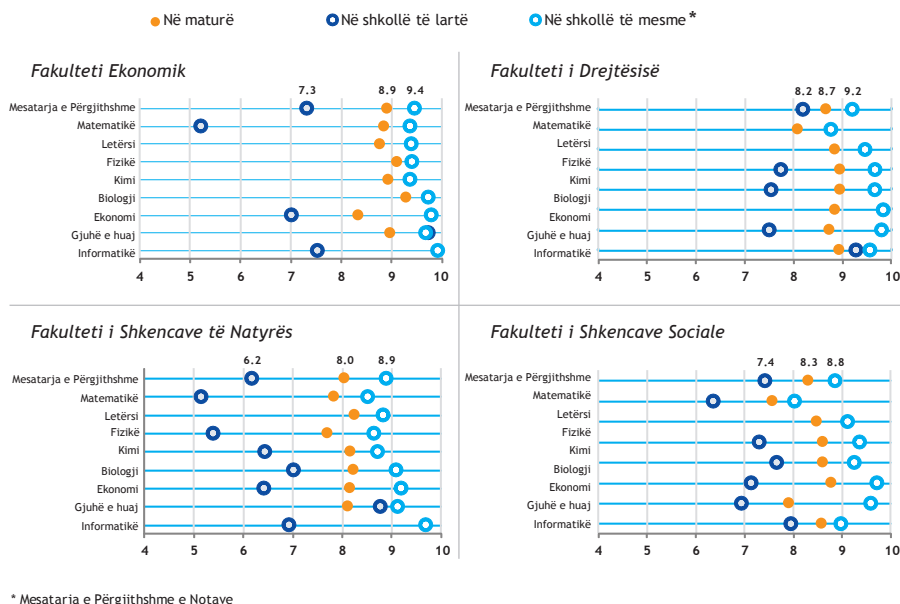 Në maturë
Në shkollë të lartë
Në shkollë të mesme*
Fakulteti Ekonomik
7.3 8.9 9.4
Mesatarja e Përgjithshme
Matematikë
Letërsi
Fizikë
Kimi
Biologji
Ekonomi
Gjuhë e huaj
Informatikë
4 5 6 7 8 9 10
Fakulteti i Drejtësisë
8.2 8.7 9.2
Mesatarja e Përgjithshme
Matematikë
Letërsi
Fizikë
Kimi
Biologji
Ekonomi
Gjuhë e huaj
Informatikë
4 5 6 7 8 9 10
Fakulteti i Shkencave të Natyrës
6.2 8.0 8.9
Mesatarja e Përgjithshme
Matematikë
Letërsi
Fizikë
Kimi
Biologji
Ekonomi
Gjuhë e huaj
Informatikë
4 5 6 7 8 9 10
Fakulteti i Shkencave Sociale
7.4 8.3 8.8
Mesatarja e Përgjithshme
Matematikë
Letërsi
Fizikë
Kimi
Biologji
Ekonomi
Gjuhë e huaj
Informatikë
4 5 6 7 8 9 10
* Mesatarja e Përgjithshme e Notave